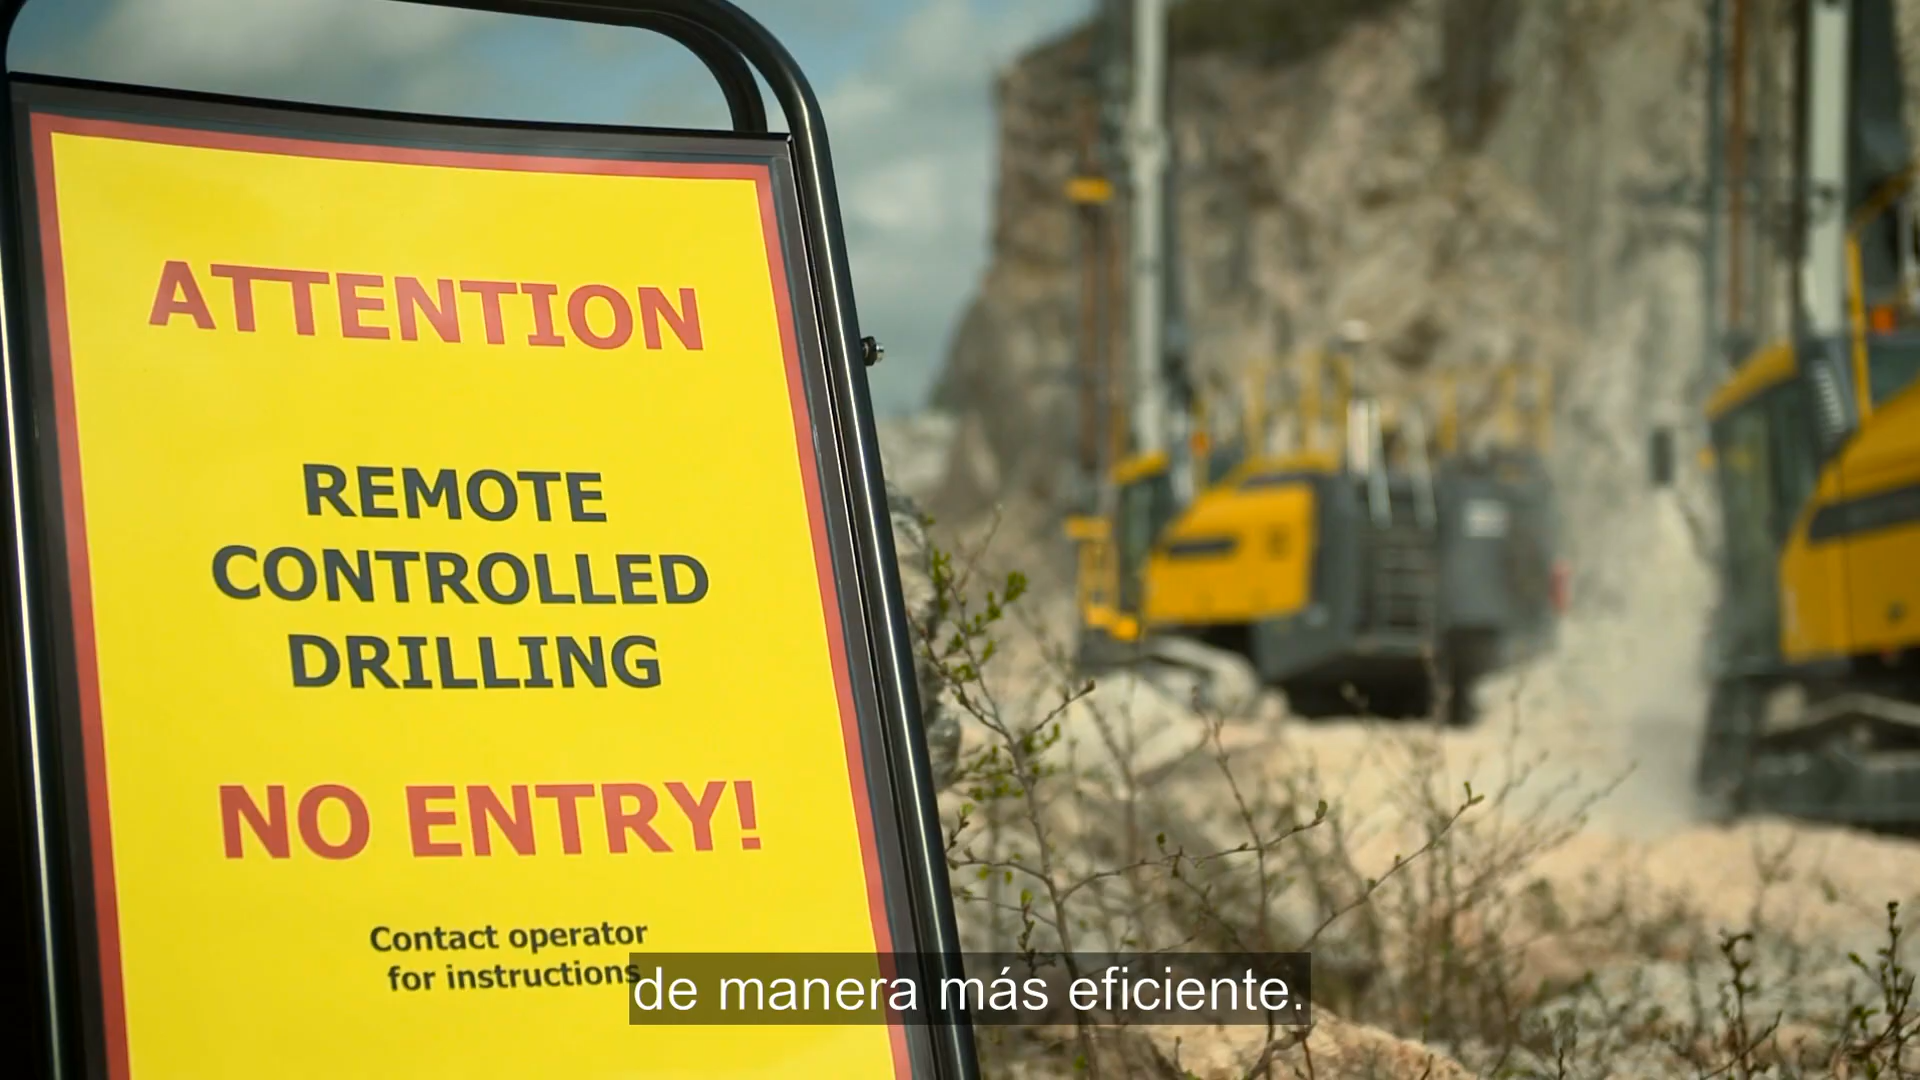 ATTENTION
REMOTE
CONTROLLED
DRILLING
NO ENTRY!
Contact operator
for instructions
de manera más eficiente.